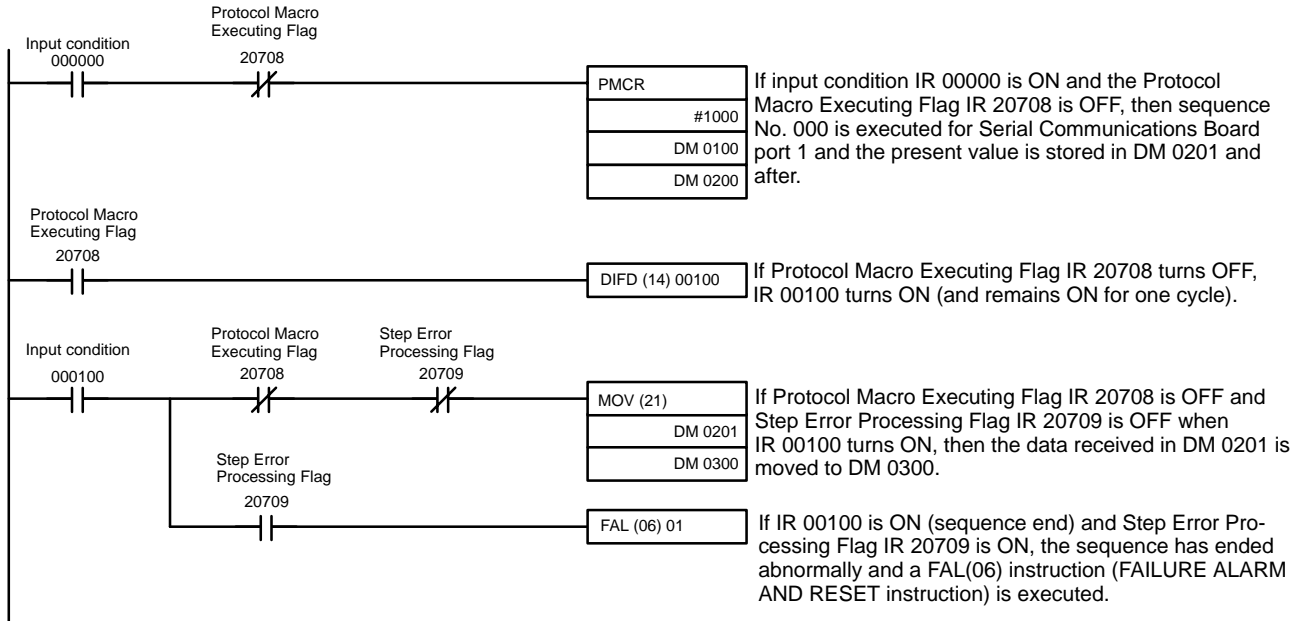 Protocol Macro
Executing Flag
Input condition
000000
20708
PMCR
#1000
DM 0100
DM 0200
If input condition IR 00000 is ON and the Protocol
Macro Executing Flag IR 20708 is OFF, then sequence
No. 000 is executed for Serial Communications Board
port 1 and the present value is stored in DM 0201 and
after.
Protocol Macro
Executing Flag
20708
DIFD (14) 00100
If Protocol Macro Executing Flag IR 20708 turns OFF,
IR 00100 turns ON (and remains ON for one cycle).
Input condition
000100
Protocol Macro
Executing Flag
20708
Step Error
Processing Flag
20709
MOV (21)
DM 0201
DM 0300
If Protocol Macro Executing Flag IR 20708 is OFF and
Step Error Processing Flag IR 20709 is OFF when
IR 00100 turns ON, then the data received in DM 0201 is
moved to DM 0300.
Step Error
Processing Flag
20709
FAL (06) 01
If IR 00100 is ON (sequence end) and Step Error Pro-
cessing Flag IR 20709 is ON, the sequence has ended
abnormally and a FAL(06) instruction (FAILURE ALARM
AND RESET instruction) is executed.